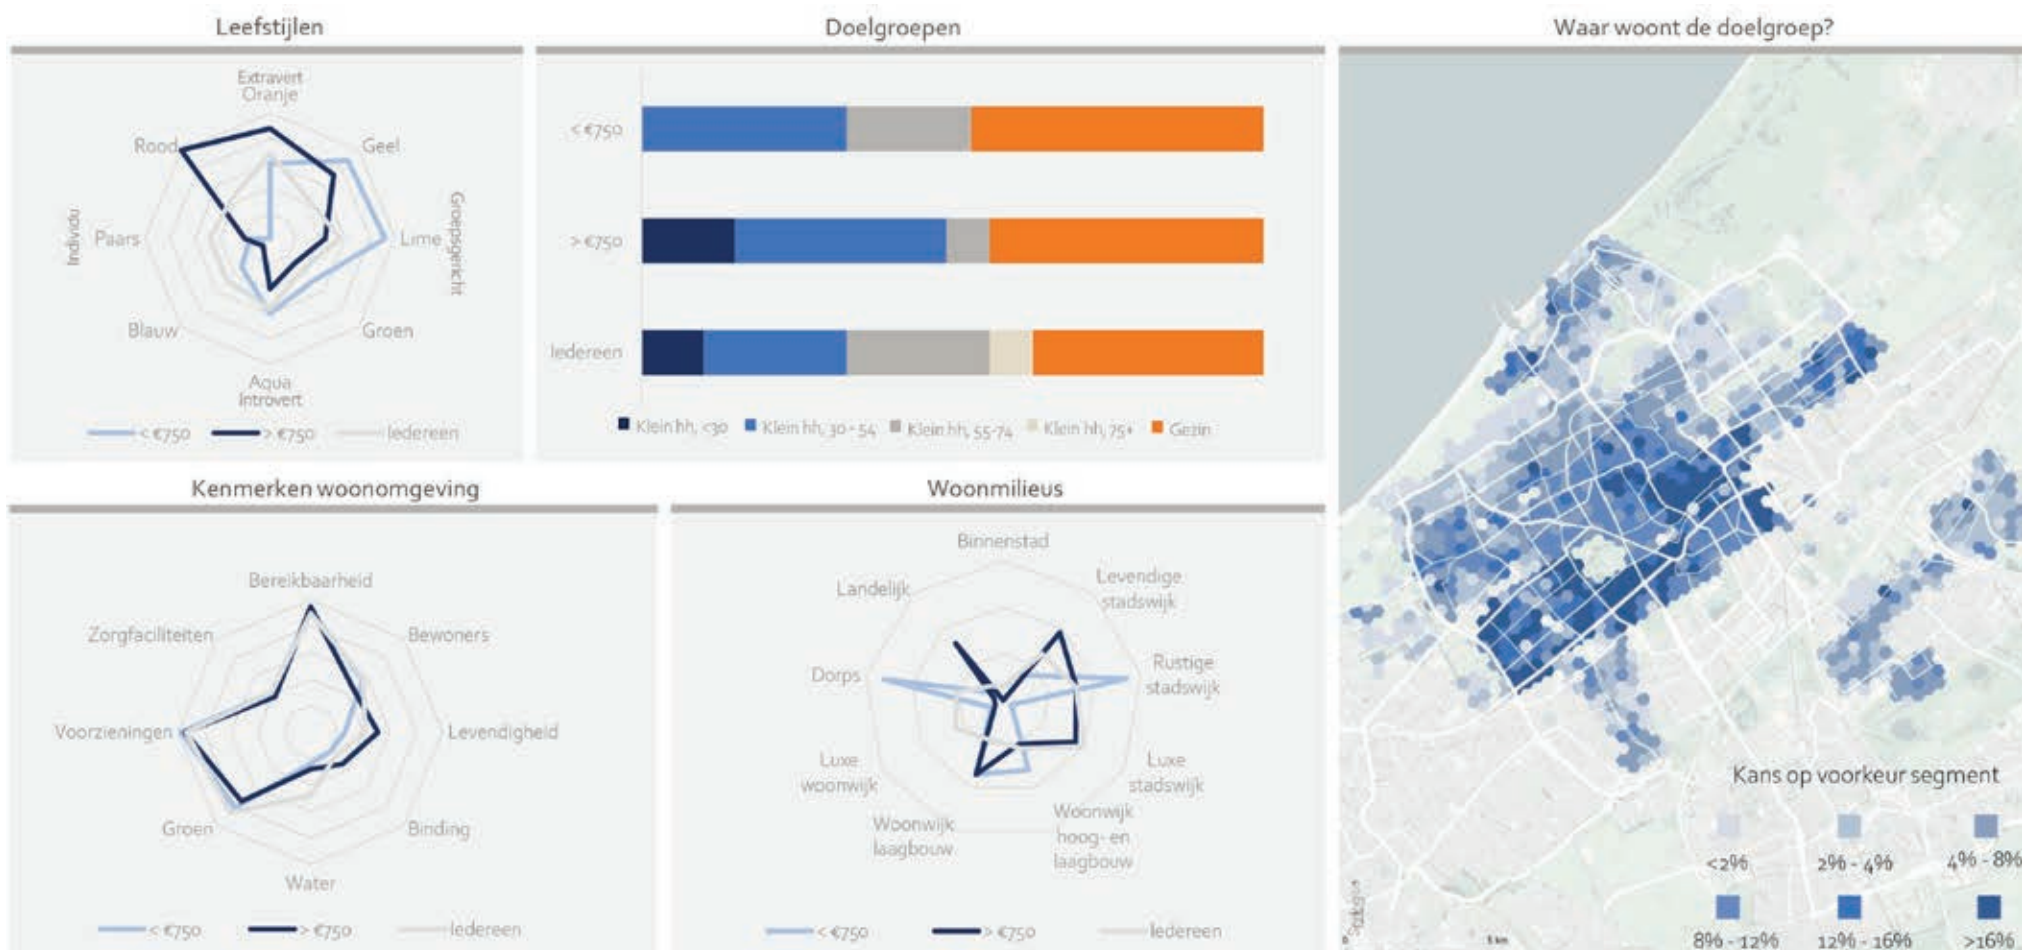 Leefstijlen
Extravert
Oranje
Rood
Geel
Individu
Paars
Lime
Groepsgericht
Blauw
Groen
Aqua
Introvert
< €750
> €750
Iedereen
Doelgroepen
< €750
> €750
Iedereen
Klein hh, <30
Klein hh, 30 - 54
Klein hh, 55-74
Klein hh, 75+
Gezin
Waar woont de doelgroep?
Kans op voorkeur segment
<2%
2% - 4%
4% - 8%
8% - 12%
12% - 16%
>16%
5 km
Kenmerken woonomgeving
Bereikbaarheid
Zorgfaciliteiten
Bewoners
Voorzieningen
Levendigheid
Groen
Binding
Water
< €750
> €750
Iedereen
Woonmilieus
Binnenstad
Landelijk
Levendige
stadswijk
Dorps
Rustige
stadswijk
Luxe
woonwijk
Luxe
stadswijk
Woonwijk
laagbouw
Woonwijk
hoog- en
laagbouw
< €750
> €750
Iedereen